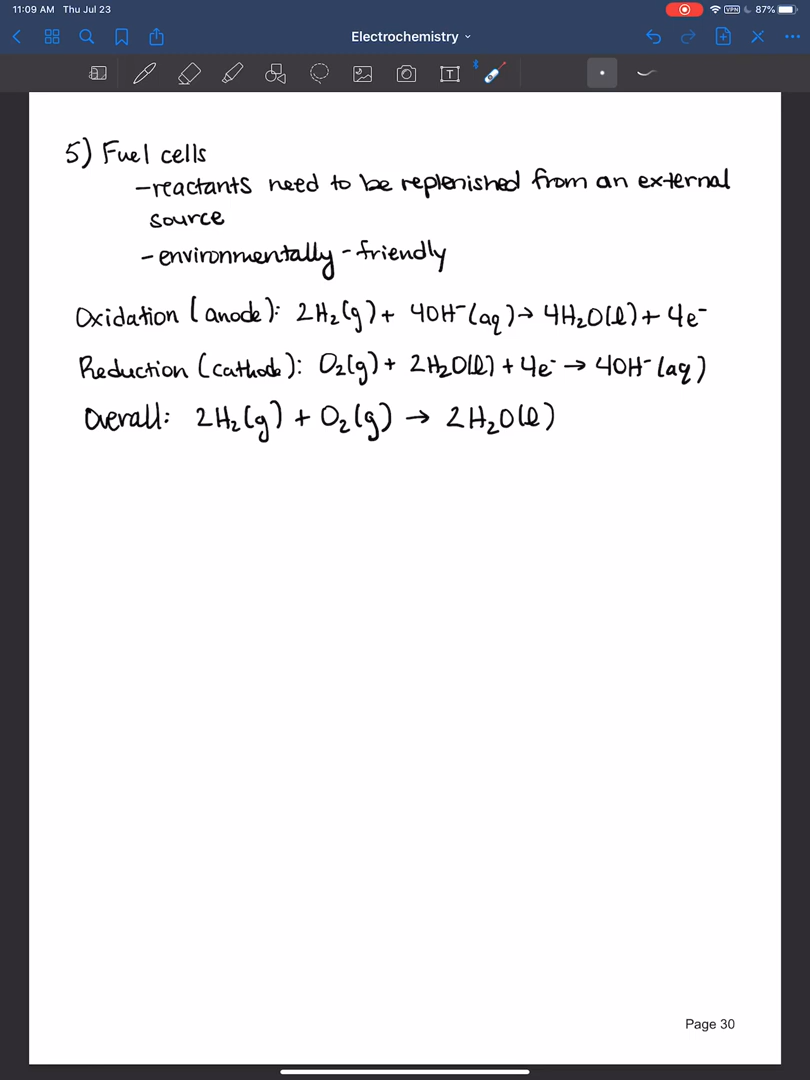 11:09 AM Thu Jul 23
VPN 87%
Electrochemistry
T
5) Fuel cells
-reactants need to be replenished from an external
source
-environmentally-friendly
Oxidation (anode): 2H₂(g) + 4OH⁻(aq) → 4H₂O(l) + 4e⁻
Reduction (cathode): O₂(g) + 2H₂O(l) + 4e⁻ → 4OH⁻(aq)
Overall: 2H₂(g) + O₂(g) → 2H₂O(l)
Page 30